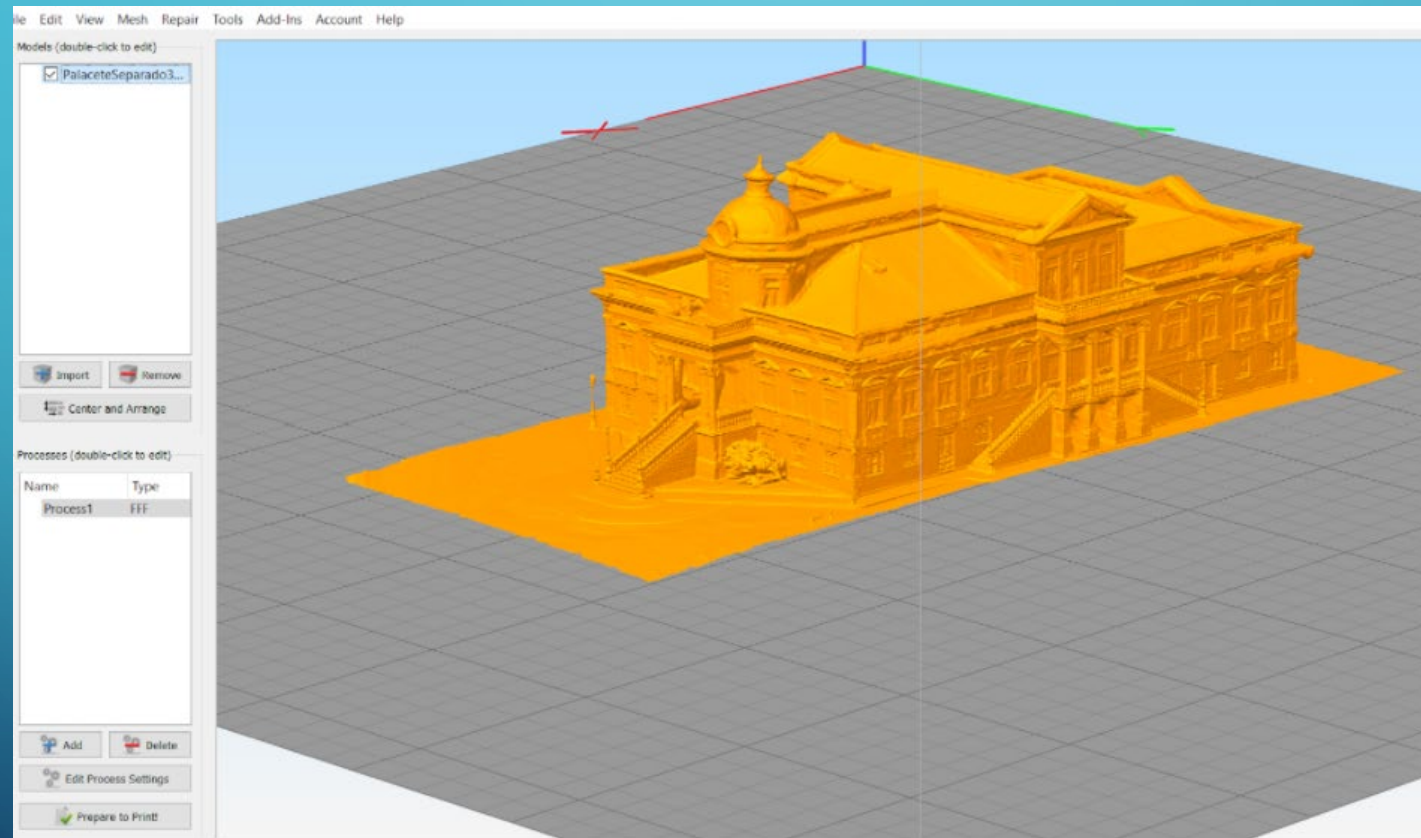 ile Edit View Mesh Repair Tools Add-Ins Account Help
Models (double-click to edit)
PalaceteSeparado3...
Import Remove
Center and Arrange
Processes (double-click to edit)
Name Type
Process1 FFF
Add Delete
Edit Process Settings
Prepare to Print!